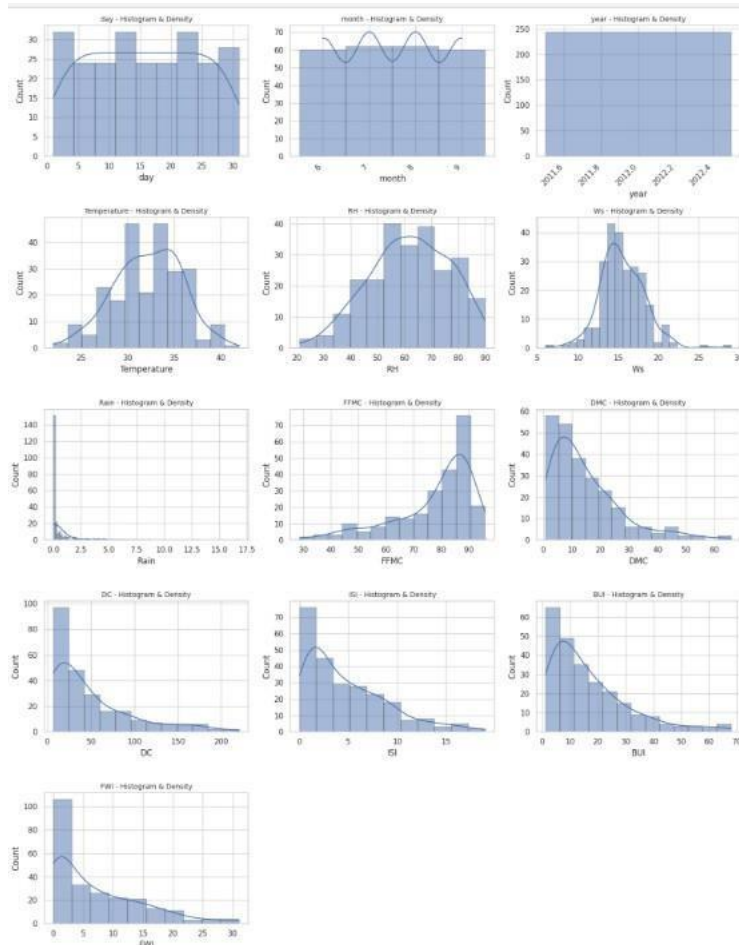 day - Histogram & Density
month - Histogram & Density
year - Histogram & Density
30
25
20
15
10
5
0
Count
0 5 10 15 20 25 30
day
70
60
50
40
30
20
10
0
Count
6 7 8 9
month
250
200
150
100
50
0
Count
2011.6 2011.8 2012.0 2012.2 2012.4
year
Temperature - Histogram & Density
RH - Histogram & Density
Ws - Histogram & Density
40
30
20
10
0
Count
25 30 35 40
Temperature
40
30
20
10
0
Count
20 30 40 50 60 70 80 90
RH
40
30
20
10
0
Count
5 10 15 20 25 30
Ws
Rain - Histogram & Density
FFMC - Histogram & Density
DMC - Histogram & Density
140
120
100
80
60
40
20
0
Count
0.0 2.5 5.0 7.5 10.0 12.5 15.0 17.5
Rain
70
60
50
40
30
20
10
0
Count
30 40 50 60 70 80 90
FFMC
60
50
40
30
20
10
0
Count
0 10 20 30 40 50 60
DMC
DC - Histogram & Density
ISI - Histogram & Density
BUI - Histogram & Density
100
80
60
40
20
0
Count
0 50 100 150 200
DC
70
60
50
40
30
20
10
0
Count
0 5 10 15
ISI
60
50
40
30
20
10
0
Count
0 10 20 30 40 50 60 70
BUI
FWI - Histogram & Density
100
80
60
40
20
0
Count
0 5 10 15 20 25 30